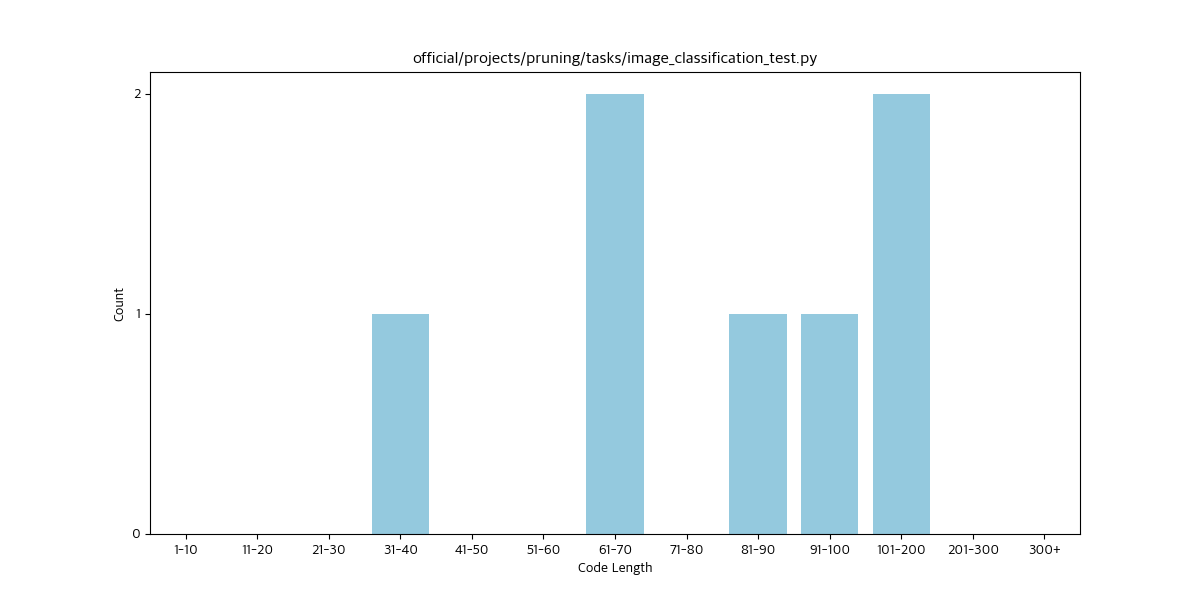 official/projects/pruning/tasks/image_classification_test.py
Count
2
1
0
1-10 11-20 21-30 31-40 41-50 51-60 61-70 71-80 81-90 91-100 101-200 201-300 300+
Code Length